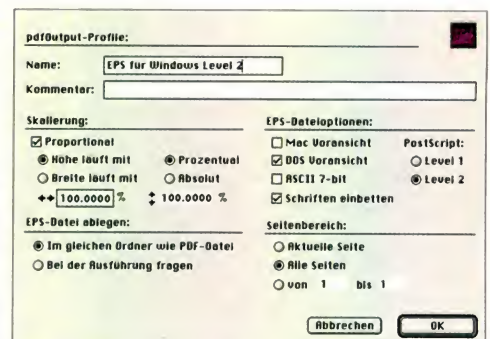 pdfOutput-Profile:
Name: EPS für Windows Level 2
Kommentar:
Skalierung:
Proportional
Höhe läuft mit
Prozentual
Breite läuft mit
Absolut
100.0000 %
100.0000 %
EPS-Datei ablegen:
Im gleichen Ordner wie PDF-Datei
Bei der Ausführung fragen
EPS-Dateioptionen:
Mac Voransicht
PostScript:
DOS Voransicht
Level 1
ASCII 7-bit
Level 2
Schriften einbetten
Seitenbereich:
Aktuelle Seite
Alle Seiten
von 1 bis 1
Abbrechen
OK